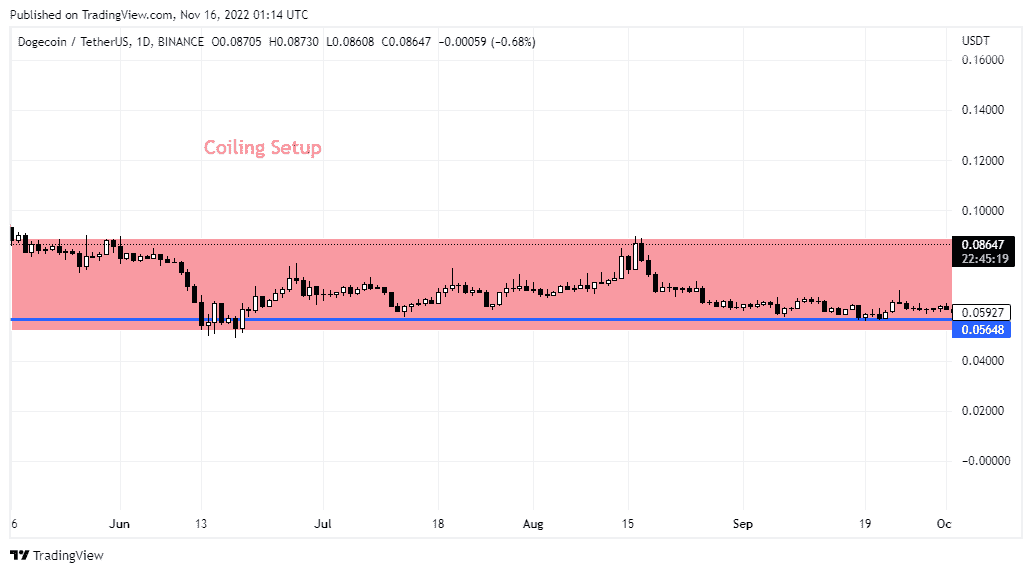 Published on TradingView.com, Nov 16, 2022 01:14 UTC
Dogecoin / TetherUS, 1D, BINANCE O0.08705 H0.08730 L0.08608 C0.08647 −0.00059 (−0.68%)
USDT
0.16000
0.14000
Coiling Setup
0.12000
0.10000
0.08647
22:45:19
0.05927
0.05648
0.04000
0.02000
−0.00000
6 Jun 13 Jul 18 Aug 15 Sep 19 Oc
TradingView